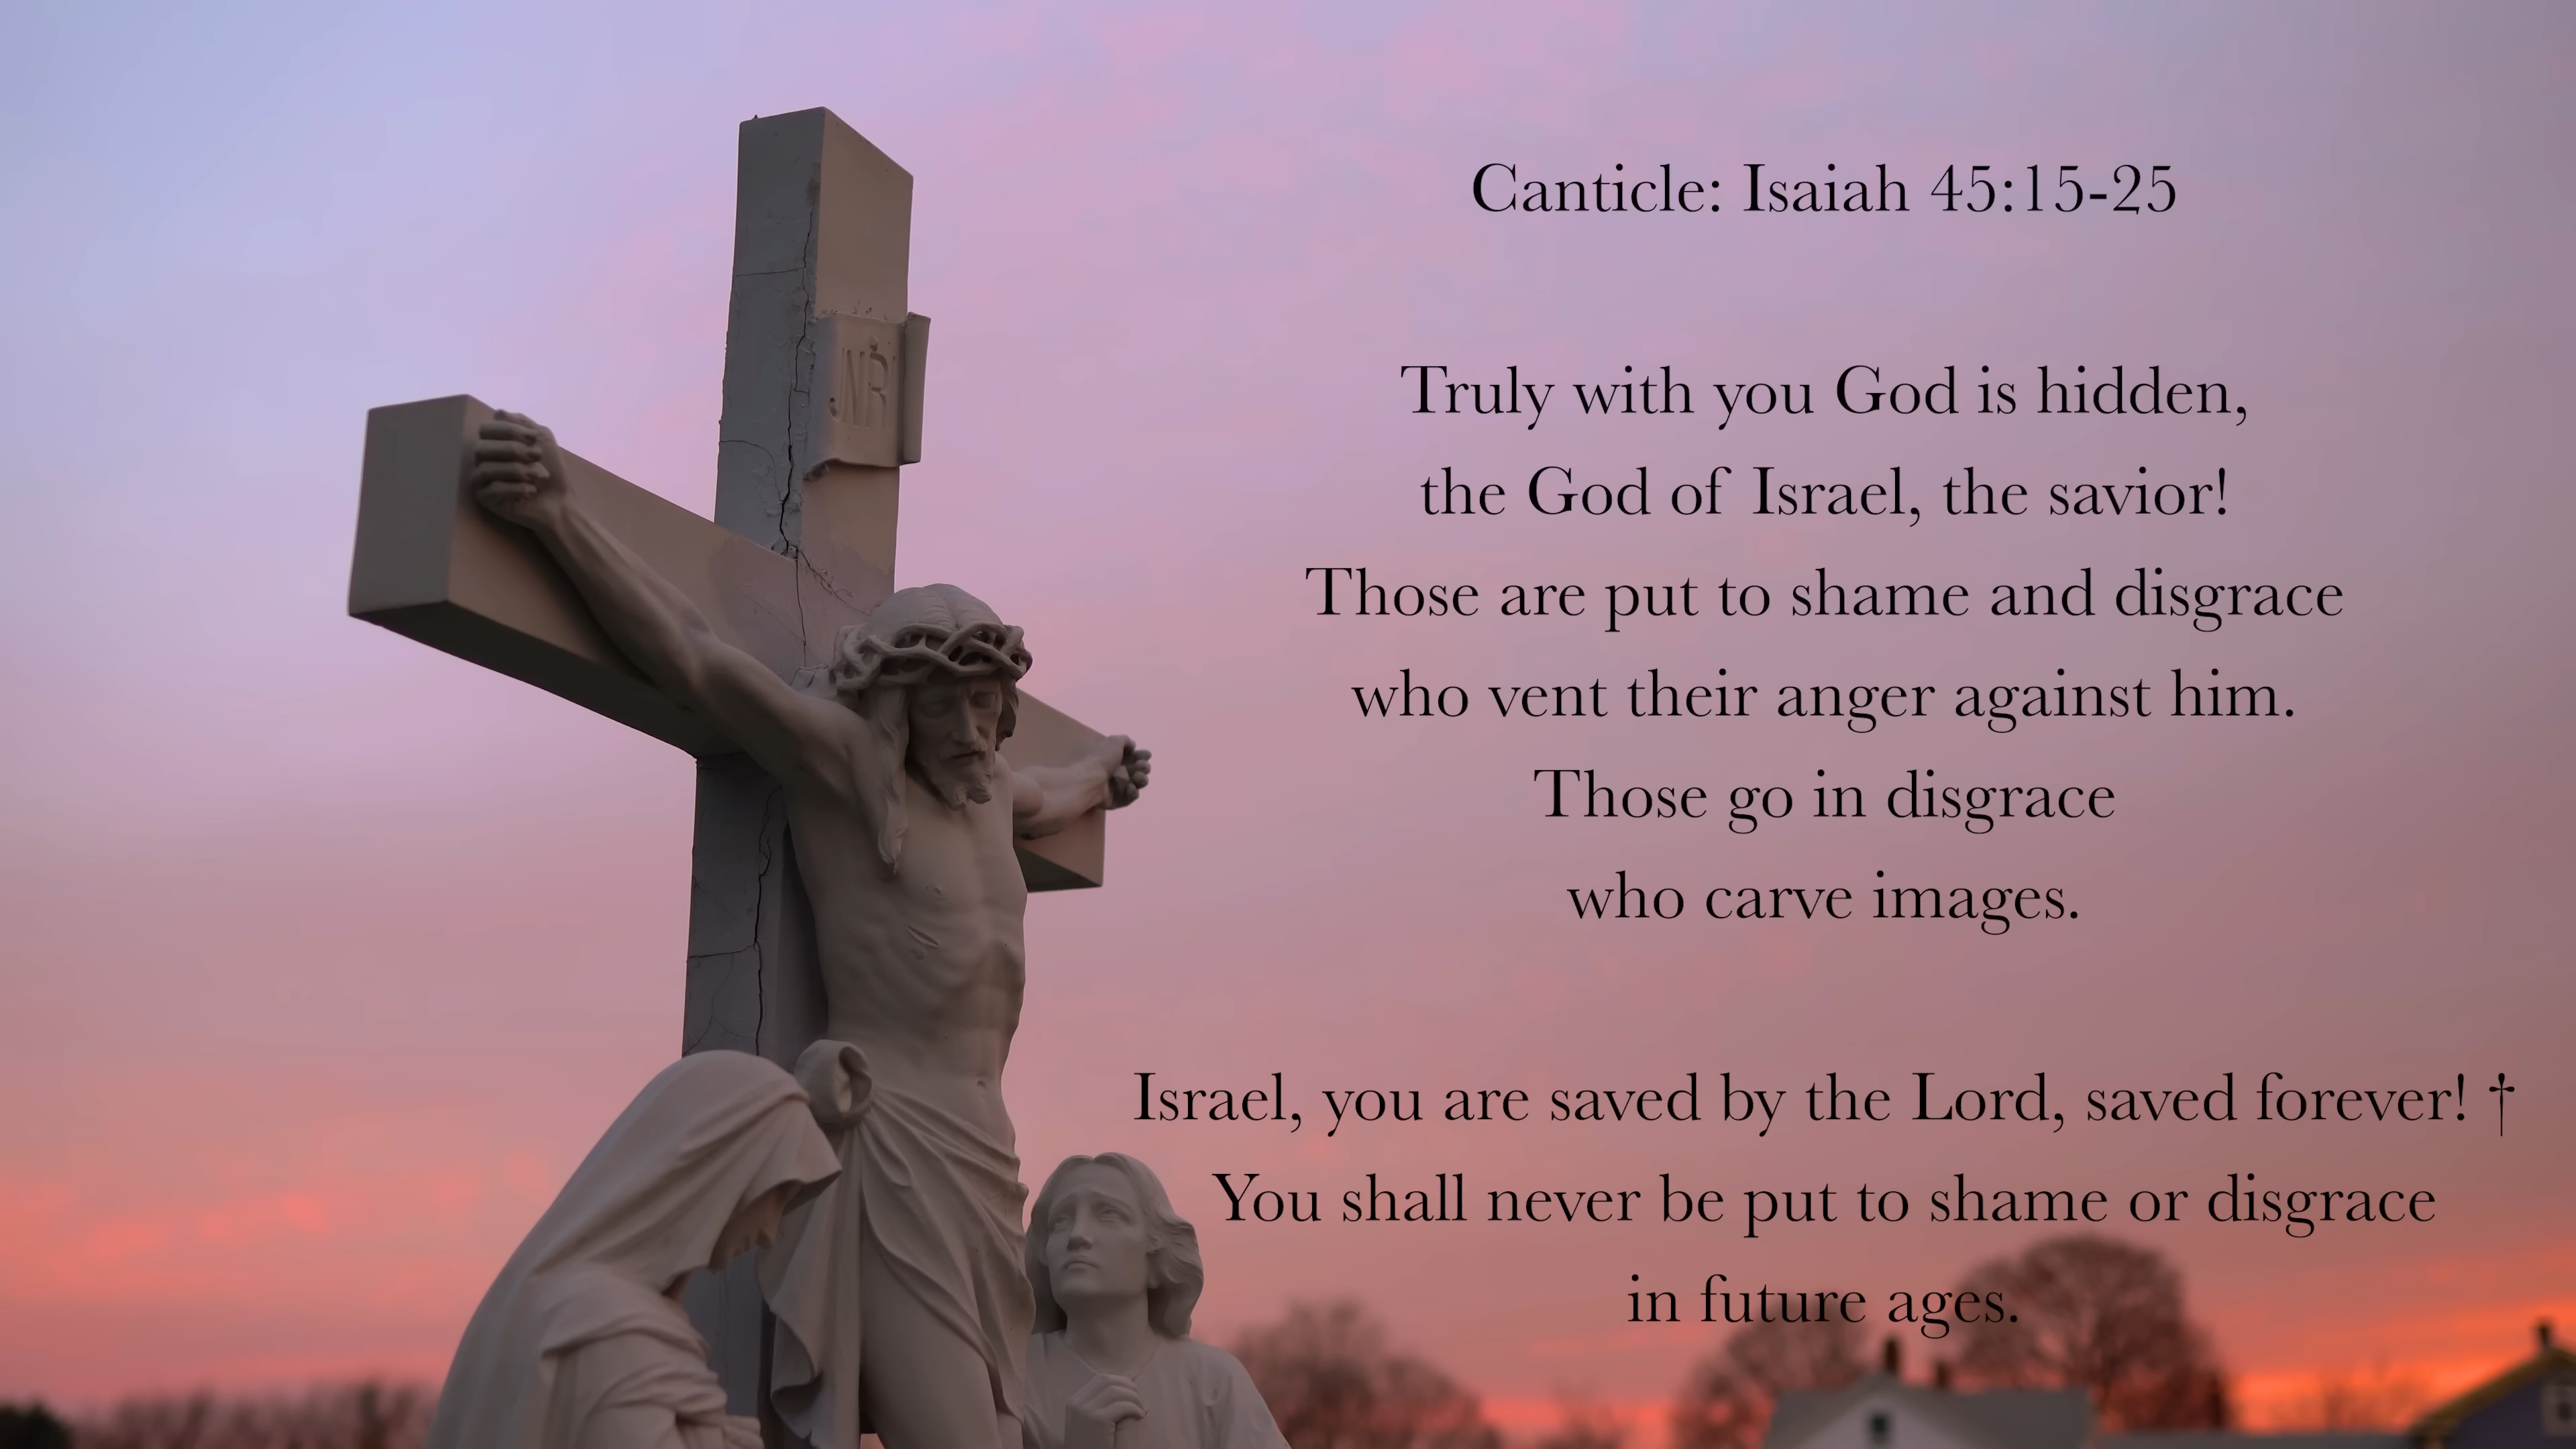 INRI
Canticle: Isaiah 45:15-25
Truly with you God is hidden,
the God of Israel, the savior!
Those are put to shame and disgrace
who vent their anger against him.
Those go in disgrace
who carve images.
Israel, you are saved by the Lord, saved forever! †
You shall never be put to shame or disgrace
in future ages.